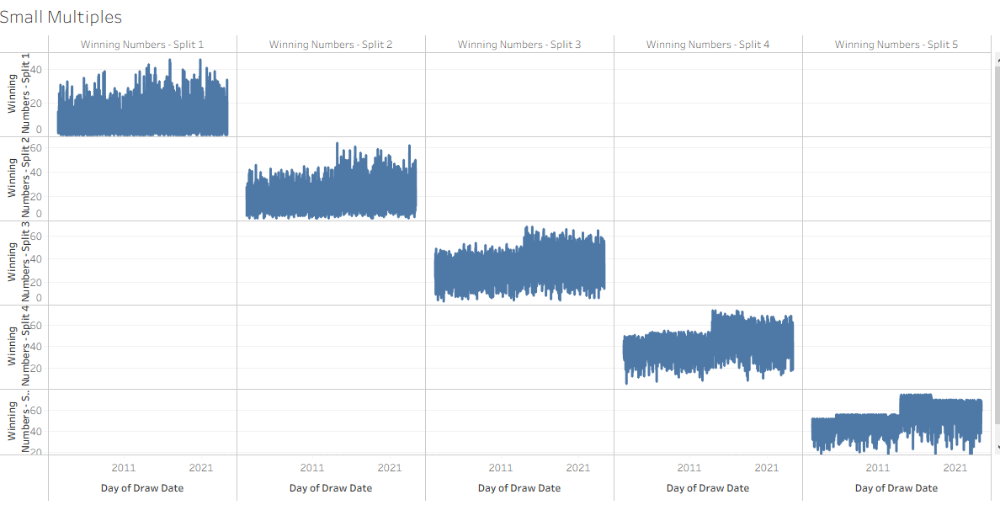 Small Multiples
Winning Numbers - Split 1
Winning Numbers - Split 2
Winning Numbers - Split 3
Winning Numbers - Split 4
Winning Numbers - Split 5
Winning
Numbers - Split 1
40
20
0
Winning
Numbers - Split 2
60
40
20
0
Winning
Numbers - Split 3
60
40
20
0
Winning
Numbers - Split 4
60
40
20
Winning
Numbers - S..
60
40
20
2011
2021
2011
2021
2011
2021
2011
2021
2011
2021
Day of Draw Date
Day of Draw Date
Day of Draw Date
Day of Draw Date
Day of Draw Date